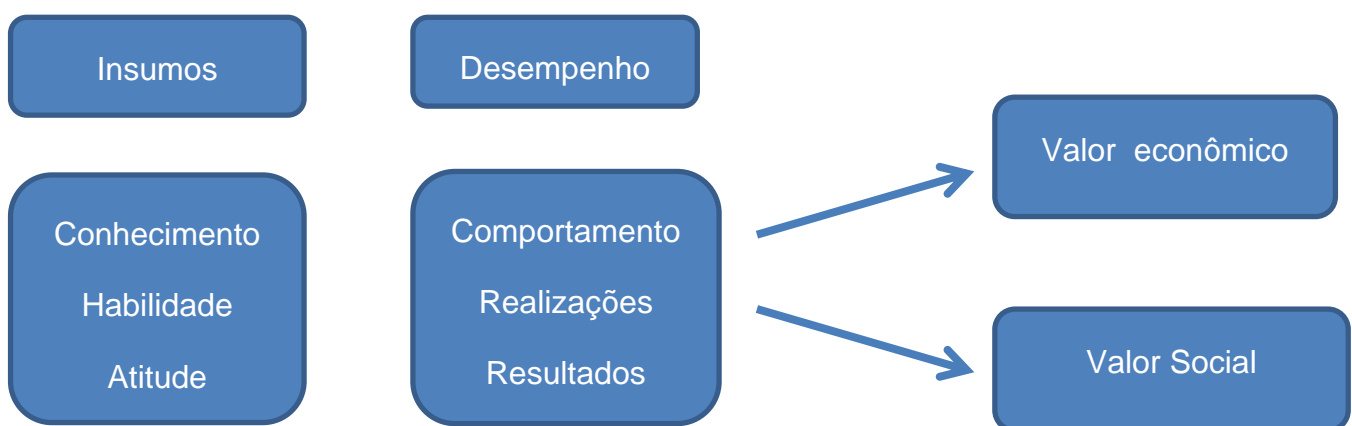 Insumos
Desempenho
Valor econômico
Conhecimento
Habilidade
Atitude
Comportamento
Realizações
Resultados
Valor Social